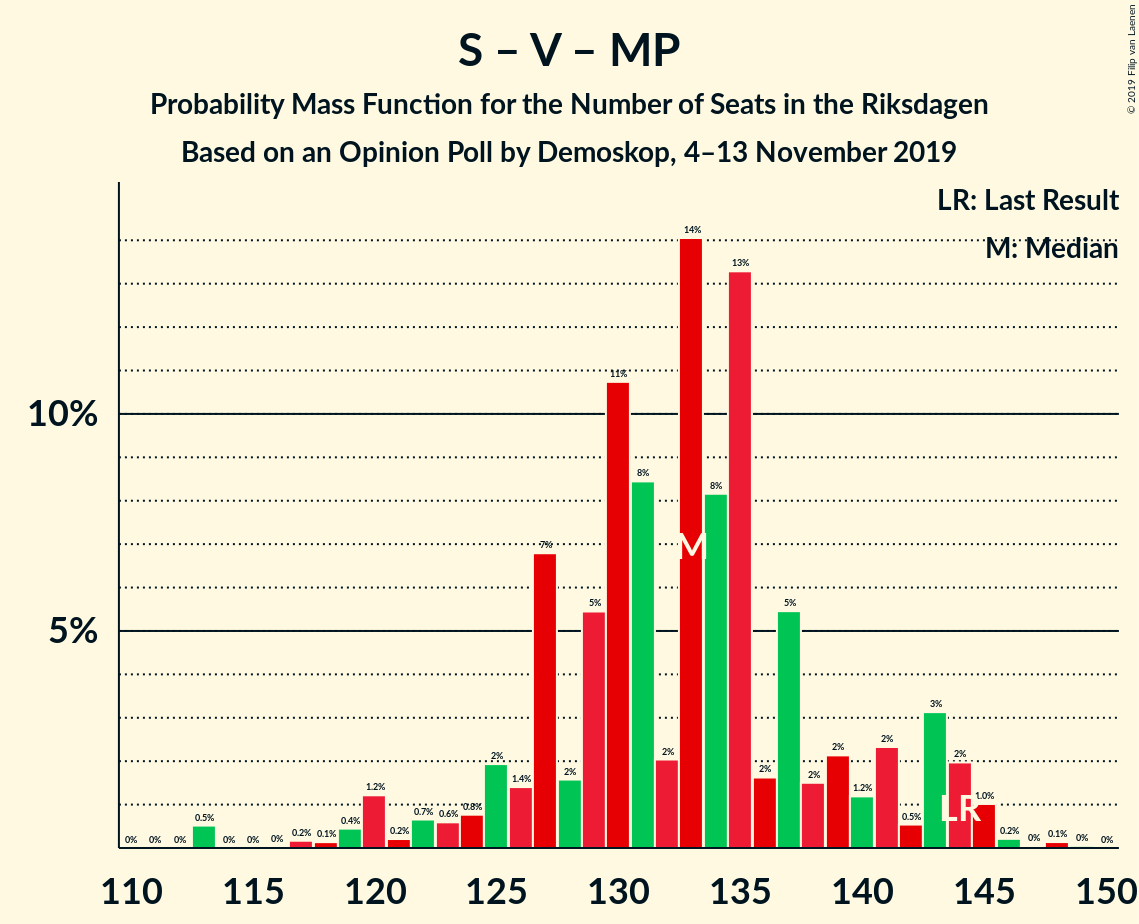 S – V – MP
Probability Mass Function for the Number of Seats in the Riksdagen
Based on an Opinion Poll by Demoskop, 4–13 November 2019
© 2019 Filip van Laenen
LR: Last Result
M: Median
10%
5%
0% 0% 0% 0.5% 0% 0% 0% 0.2% 0.1% 0.4% 1.2% 0.2% 0.7% 0.6% 0.8% 2% 1.4% 7% 2% 5% 11% 8% 2% 14% 8% 13% 2% 5% 2% 2% 1.2% 2% 0.5% 3% 2% 1.0% 0.2% 0% 0.1% 0% 0%
M
LR
110 115 120 125 130 135 140 145 150